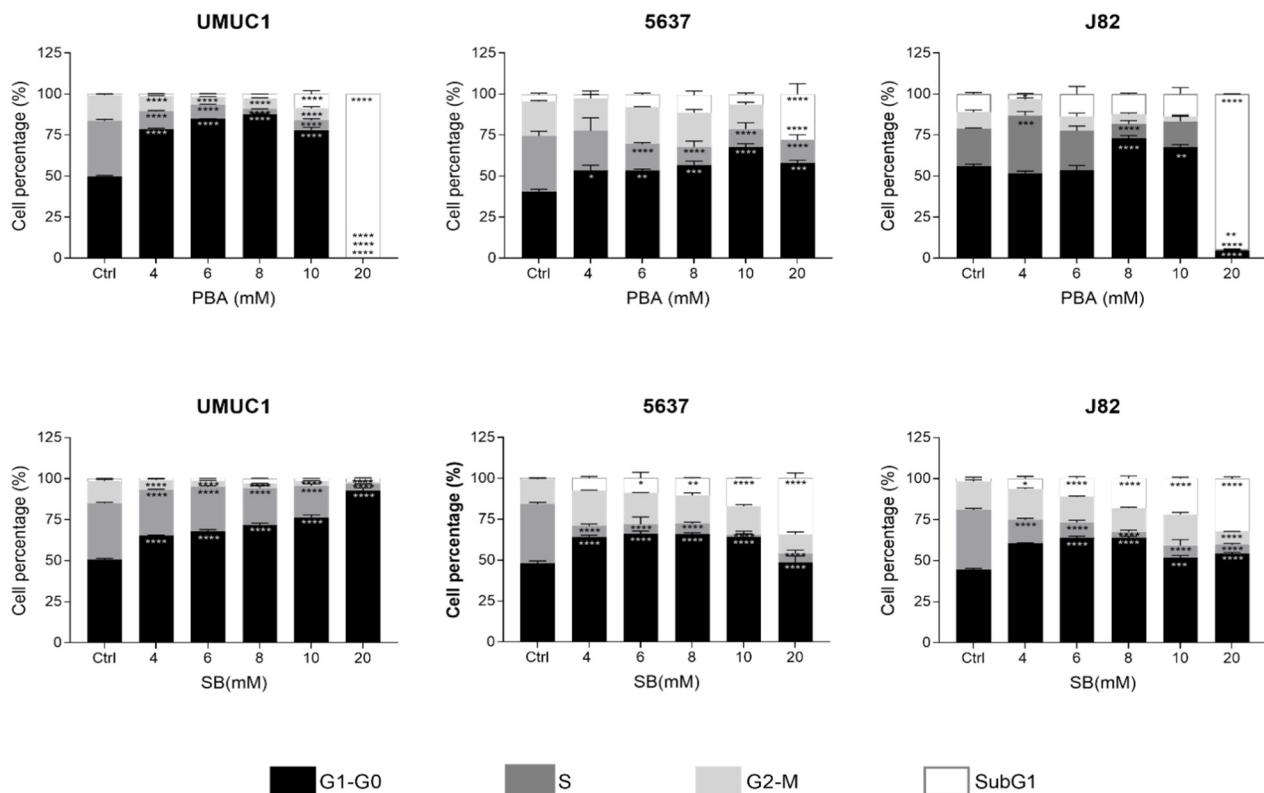 UMUC1 5637 J82
Cell percentage (%) 125 100 75 50 25 0
**** **** **** **** ****
**** **** **** ****
**** **** **** ****
**** **** ****
Ctrl 4 6 8 10 20
PBA (mM)
Cell percentage (%) 125 100 75 50 25 0
**** **** **** **** **** ****
* ** *** **** ***
Ctrl 4 6 8 10 20
PBA (mM)
Cell percentage (%) 125 100 75 50 25 0
* *** **** **** ** ****
** **** ****
Ctrl 4 6 8 10 20
PBA (mM)
UMUC1 5637 J82
Cell percentage (%) 125 100 75 50 25 0
**** **** **** **** ****
**** **** **** ****
**** **** **** **** ****
Ctrl 4 6 8 10 20
SB(mM)
Cell percentage (%) 125 100 75 50 25 0
* ** **** ****
**** **** **** **** ****
**** **** **** **** ****
Ctrl 4 6 8 10 20
SB(mM)
Cell percentage (%) 125 100 75 50 25 0
* **** **** **** ****
**** **** **** **** **** ****
**** **** *** ****
Ctrl 4 6 8 10 20
SB(mM)
G1-G0 S G2-M SubG1